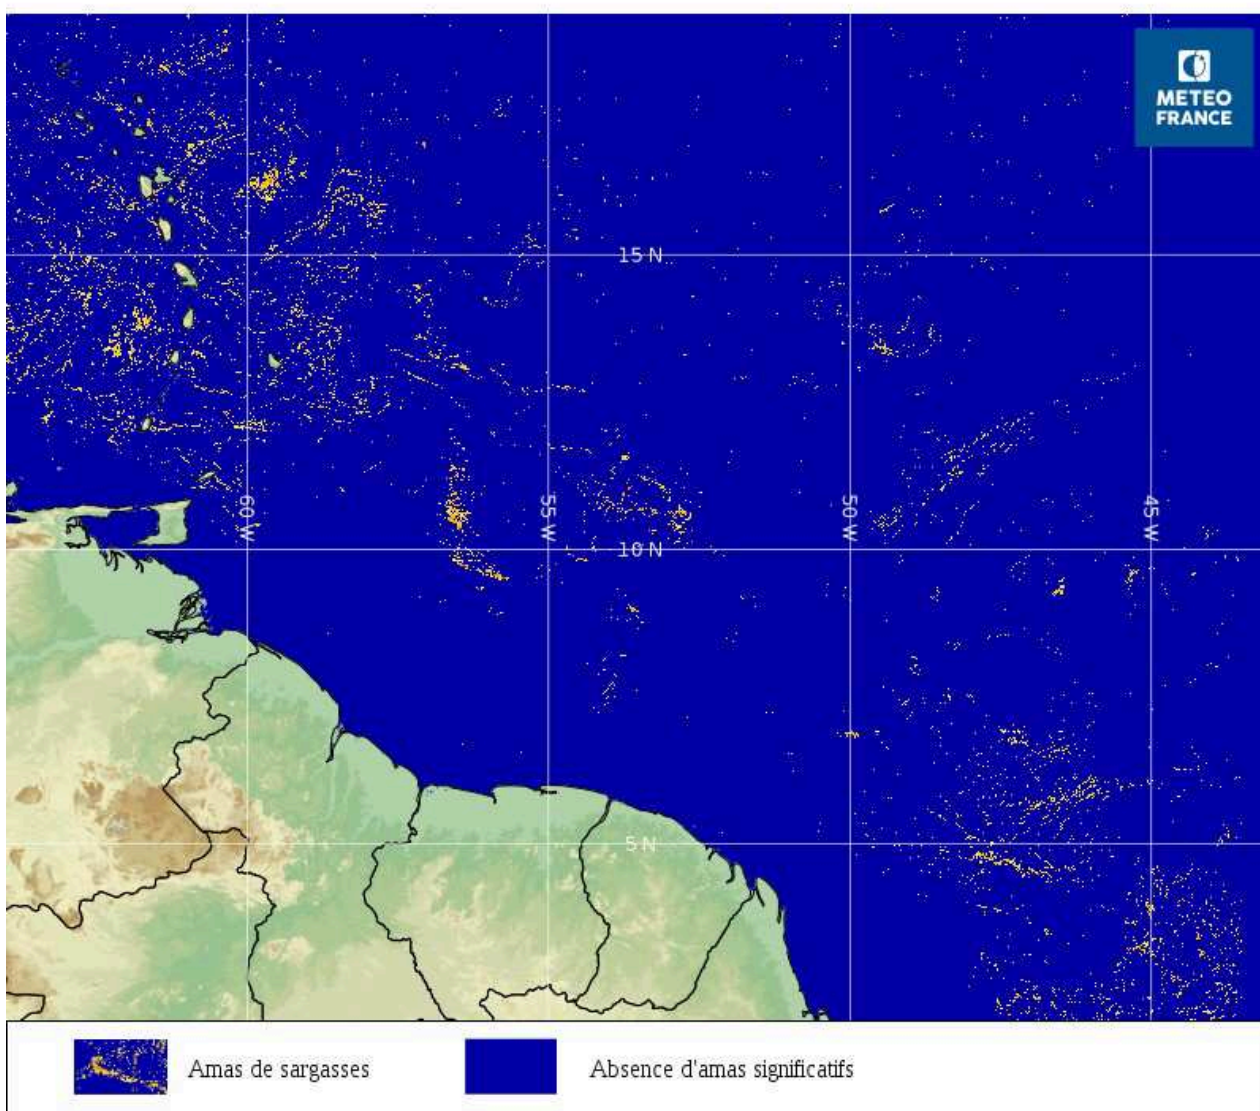 METEO
FRANCE
15 N
60 W
55 W
50 W
45 W
10 N
5 N
Amas de sargasses
Absence d'amas significatifs